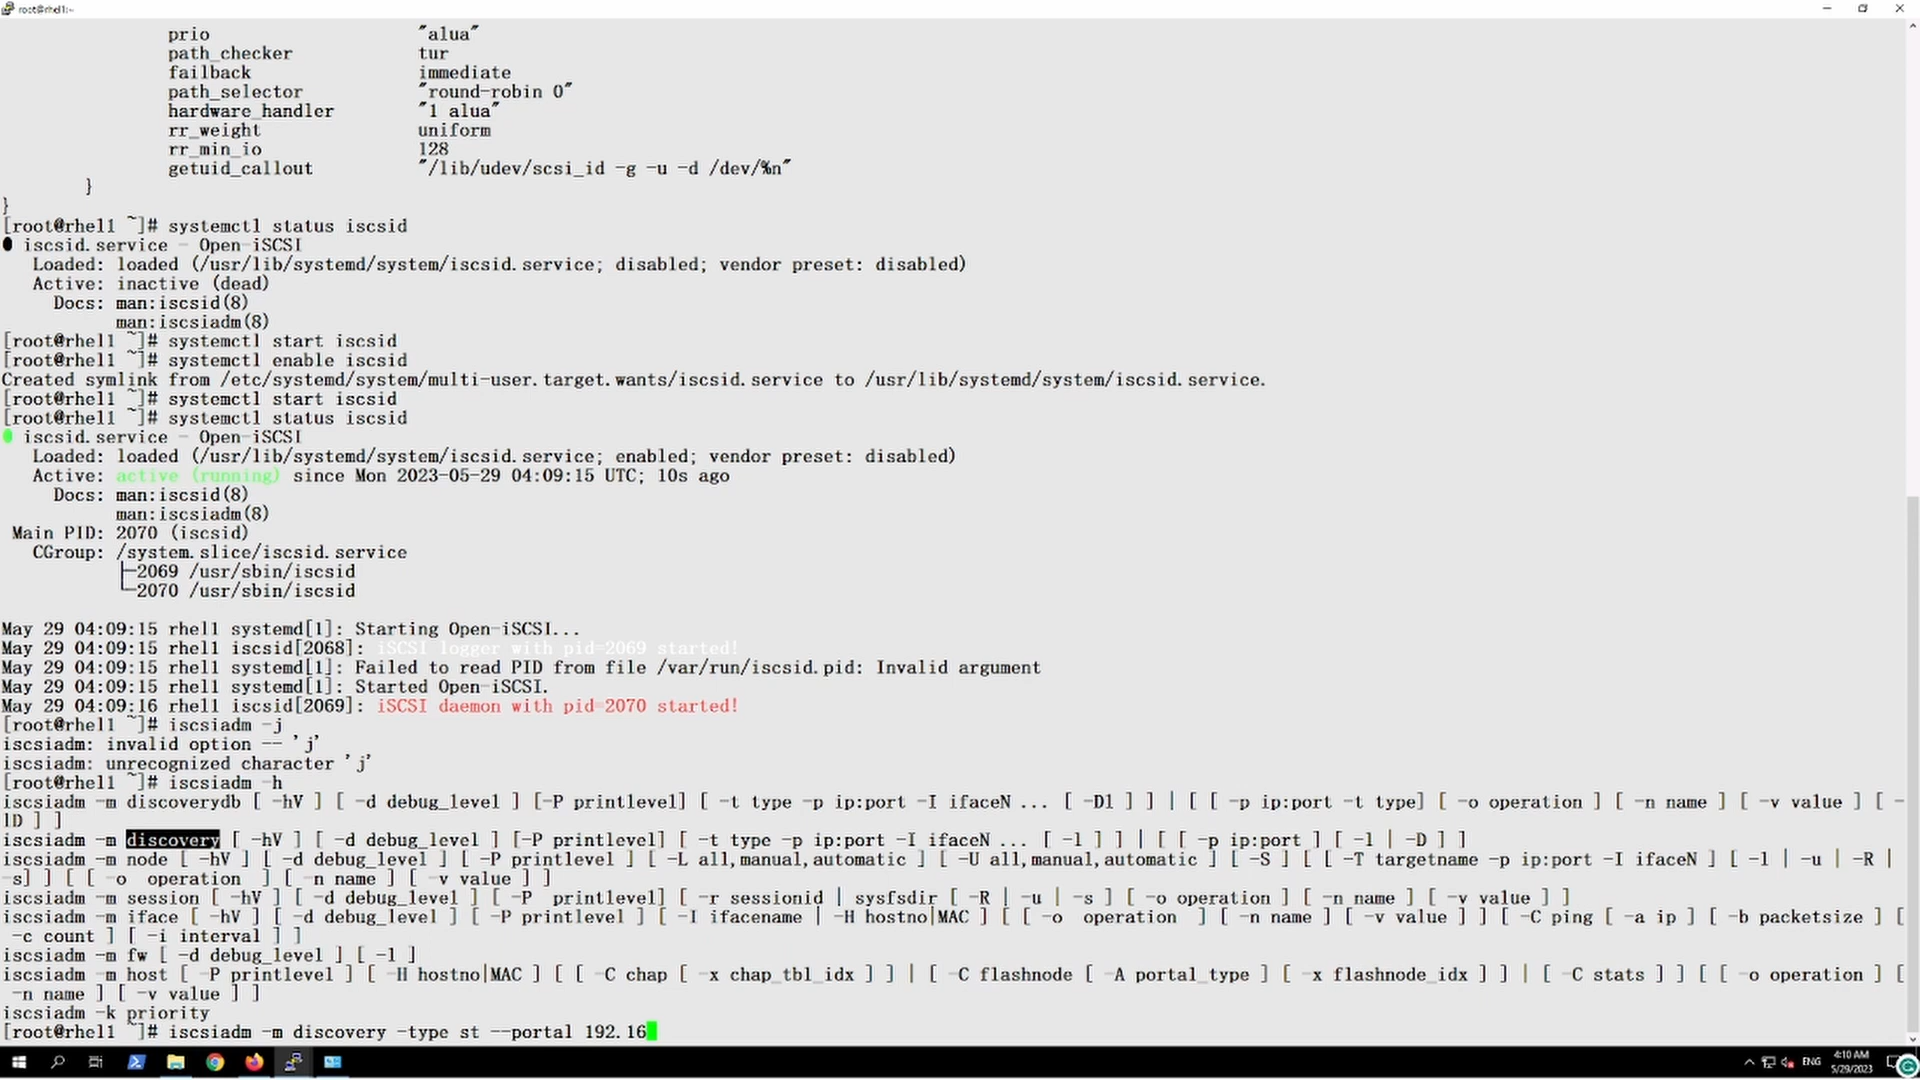 root@rhel1:~
prio "alua"
path_checker tur
failback immediate
path_selector "round-robin 0"
hardware_handler "1 alua"
rr_weight uniform
rr_min_io 128
getuid_callout "/lib/udev/scsi_id -g -u -d /dev/%n"
}
}
[root@rhel1 ~]# systemctl status iscsid
● iscsid.service - Open-iSCSI
Loaded: loaded (/usr/lib/systemd/system/iscsid.service; disabled; vendor preset: disabled)
Active: inactive (dead)
Docs: man:iscsid(8)
man:iscsiadm(8)
[root@rhel1 ~]# systemctl start iscsid
[root@rhel1 ~]# systemctl enable iscsid
Created symlink from /etc/systemd/system/multi-user.target.wants/iscsid.service to /usr/lib/systemd/system/iscsid.service.
[root@rhel1 ~]# systemctl start iscsid
[root@rhel1 ~]# systemctl status iscsid
● iscsid.service - Open-iSCSI
Loaded: loaded (/usr/lib/systemd/system/iscsid.service; enabled; vendor preset: disabled)
Active: active (running) since Mon 2023-05-29 04:09:15 UTC; 10s ago
Docs: man:iscsid(8)
man:iscsiadm(8)
Main PID: 2070 (iscsid)
CGroup: /system.slice/iscsid.service
├─2069 /usr/sbin/iscsid
└─2070 /usr/sbin/iscsid
May 29 04:09:15 rhel1 systemd[1]: Starting Open-iSCSI...
May 29 04:09:15 rhel1 iscsid[2068]: iSCSI logger with pid=2069 started!
May 29 04:09:15 rhel1 systemd[1]: Failed to read PID from file /var/run/iscsid.pid: Invalid argument
May 29 04:09:15 rhel1 systemd[1]: Started Open-iSCSI.
May 29 04:09:16 rhel1 iscsid[2069]: iSCSI daemon with pid=2070 started!
[root@rhel1 ~]# iscsiadm -j
iscsiadm: invalid option -- 'j'
iscsiadm: unrecognized character 'j'
[root@rhel1 ~]# iscsiadm -h
iscsiadm -m discoverydb [ -hV ] [ -d debug_level ] [-P printlevel] [ -t type -p ip:port -I ifaceN ... [ -Dl ] ] | [ [ -p ip:port -t type] [ -o operation ] [ -n name ] [ -v value ] [ -
lD ] ]
iscsiadm -m discovery [ -hV ] [ -d debug_level ] [-P printlevel] [ -t type -p ip:port -I ifaceN ... [ -l ] ] | [ [ -p ip:port ] [ -l | -D ] ]
iscsiadm -m node [ -hV ] [ -d debug_level ] [ -P printlevel ] [ -L all,manual,automatic ] [ -U all,manual,automatic ] [ -S ] [ [ -T targetname -p ip:port -I ifaceN ] [ -l | -u | -R |
-s] ] [ [ -o  operation  ] [ -n name ] [ -v value ] ]
iscsiadm -m session [ -hV ] [ -d debug_level ] [ -P  printlevel] [ -r sessionid | sysfsdir [ -R | -u | -s ] [ -o operation ] [ -n name ] [ -v value ] ]
iscsiadm -m iface [ -hV ] [ -d debug_level ] [ -P printlevel ] [ -I ifacename | -H hostno|MAC ] [ [ -o  operation  ] [ -n name ] [ -v value ] ] [ -C ping [ -a ip ] [ -b packetsize ] [
-c count ] [ -i interval ] ]
iscsiadm -m fw [ -d debug_level ] [ -l ]
iscsiadm -m host [ -P printlevel ] [ -H hostno|MAC ] [ [ -C chap [ -x chap_tbl_idx ] ] | [ -C flashnode [ -A portal_type ] [ -x flashnode_idx ] ] | [ -C stats ] ] [ [ -o operation ] [
-n name ] [ -v value ] ]
iscsiadm -k priority
[root@rhel1 ~]# iscsiadm -m discovery -type st --portal 192.16
ENG
4:10 AM
5/29/2023